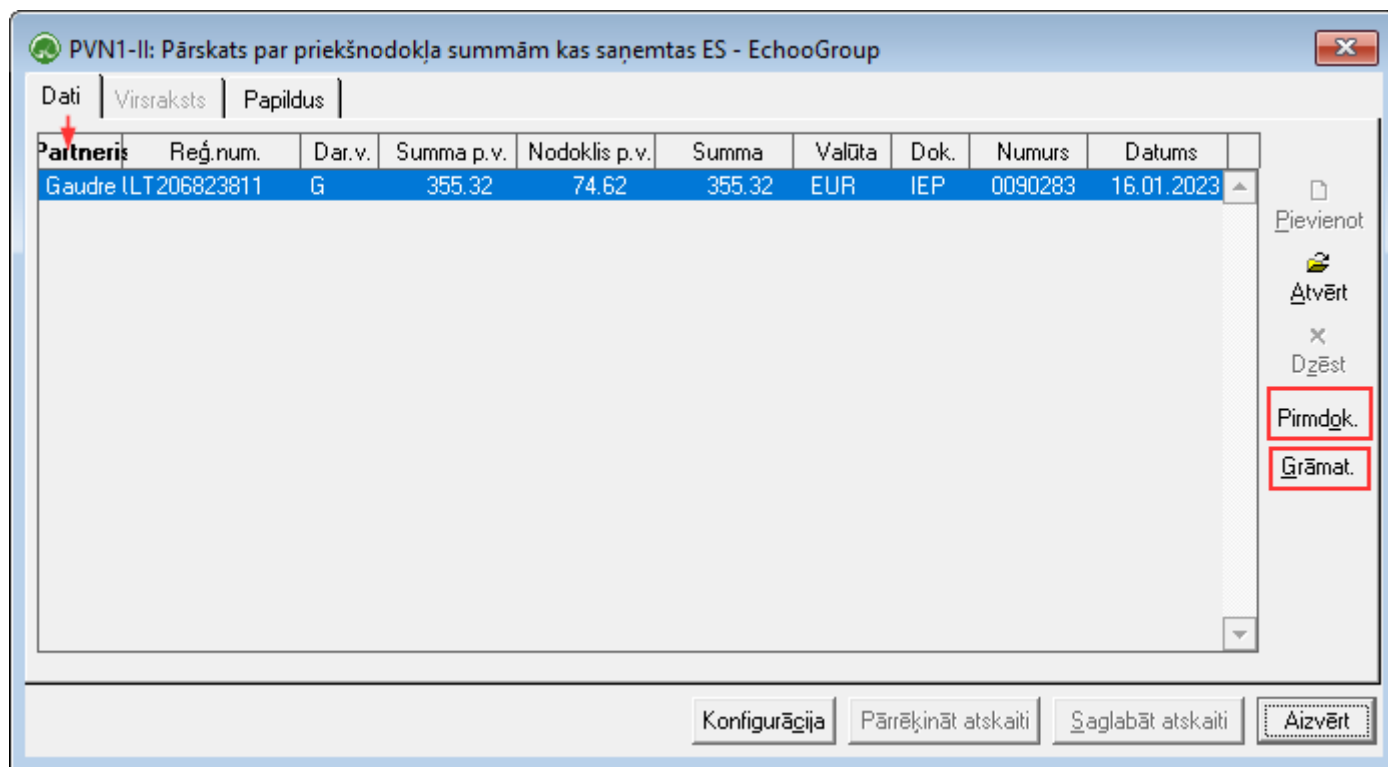 PVN1-II: Pārskats par priekšnodokļa summām kas saņemtas ES - EchooGroup
Dati Virsraksts Papildus
Partneris Reģ.num. Dar.v. Summa p.v. Nodoklis p.v. Summa Valūta Dok. Numurs Datums
Gaudre LT206823811 G 355.32 74.62 355.32 EUR IEP 0090283 16.01.2023
Pievienot
Atvērt
Dzēst
Pirmdok.
Grāmat.
Konfigurācija Pārrēķināt atskaiti Saglabāt atskaiti Aizvērt